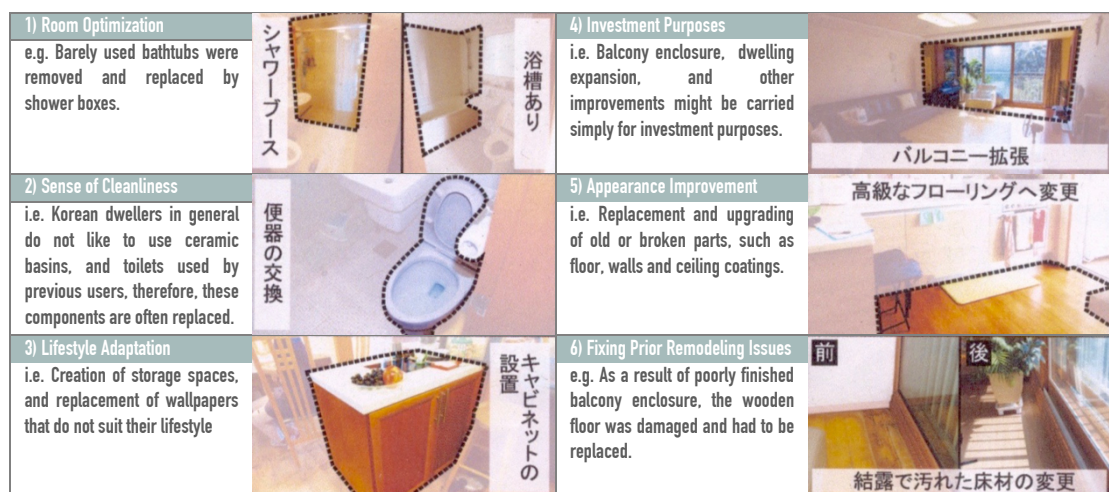 1) Room Optimization
e.g. Barely used bathtubs were
removed and replaced by
shower boxes.
シャワーブース
浴槽あり
2) Sense of Cleanliness
i.e. Korean dwellers in general
do not like to use ceramic
basins, and toilets used by
previous users, therefore, these
components are often replaced.
便器の交換
3) Lifestyle Adaptation
i.e. Creation of storage spaces,
and replacement of wallpapers
that do not suit their lifestyle
キャビネットの
設置
4) Investment Purposes
i.e. Balcony enclosure, dwelling
expansion, and other
improvements might be carried
simply for investment purposes.
バルコニー拡張
5) Appearance Improvement
i.e. Replacement and upgrading
of old or broken parts, such as
floor, walls and ceiling coatings.
高級なフローリングへ変更
6) Fixing Prior Remodeling Issues
e.g. As a result of poorly finished
balcony enclosure, the wooden
floor was damaged and had to be
replaced.
前
後
結露で汚れた床材の変更